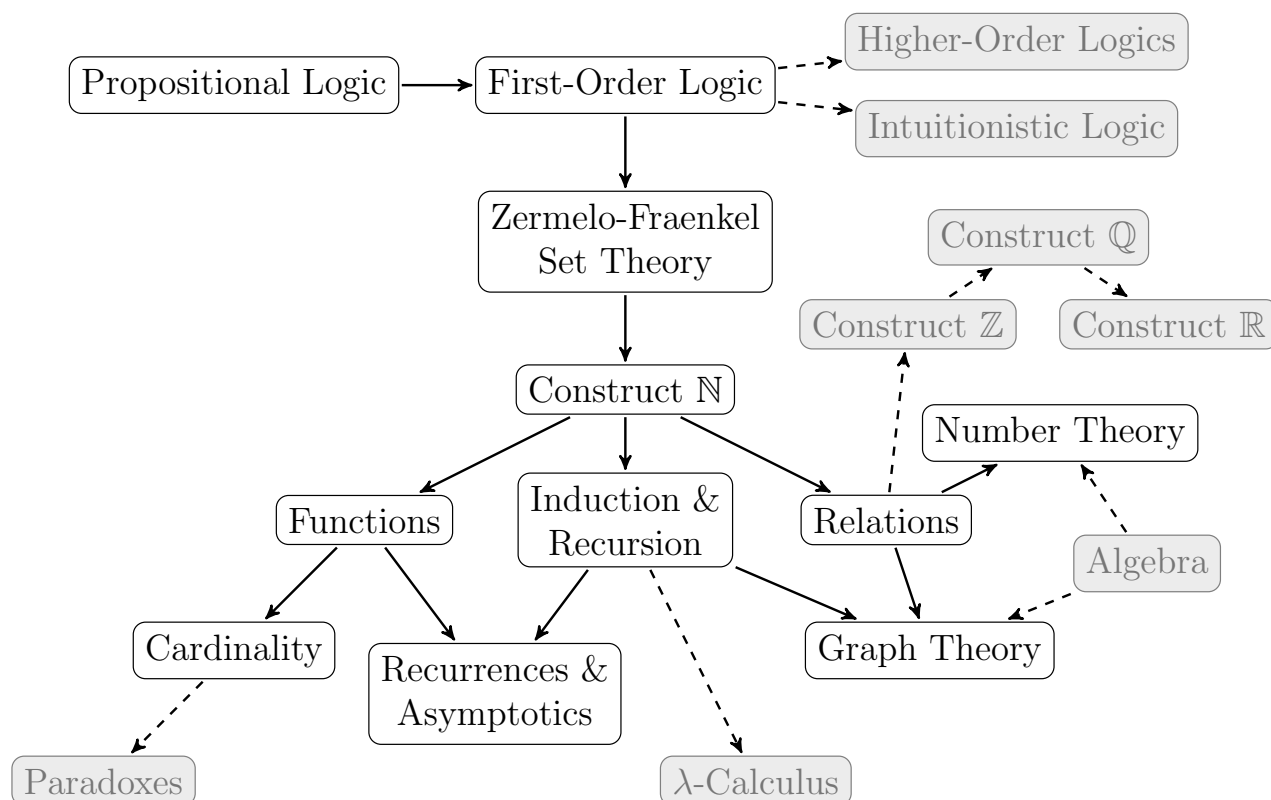 Higher-Order Logics
Propositional Logic
First-Order Logic
Intuitionistic Logic
Zermelo-Fraenkel
Set Theory
Construct ℚ
Construct ℤ
Construct ℝ
Construct ℕ
Number Theory
Functions
Induction &
Recursion
Relations
Algebra
Cardinality
Recurrences &
Asymptotics
Graph Theory
Paradoxes
λ-Calculus